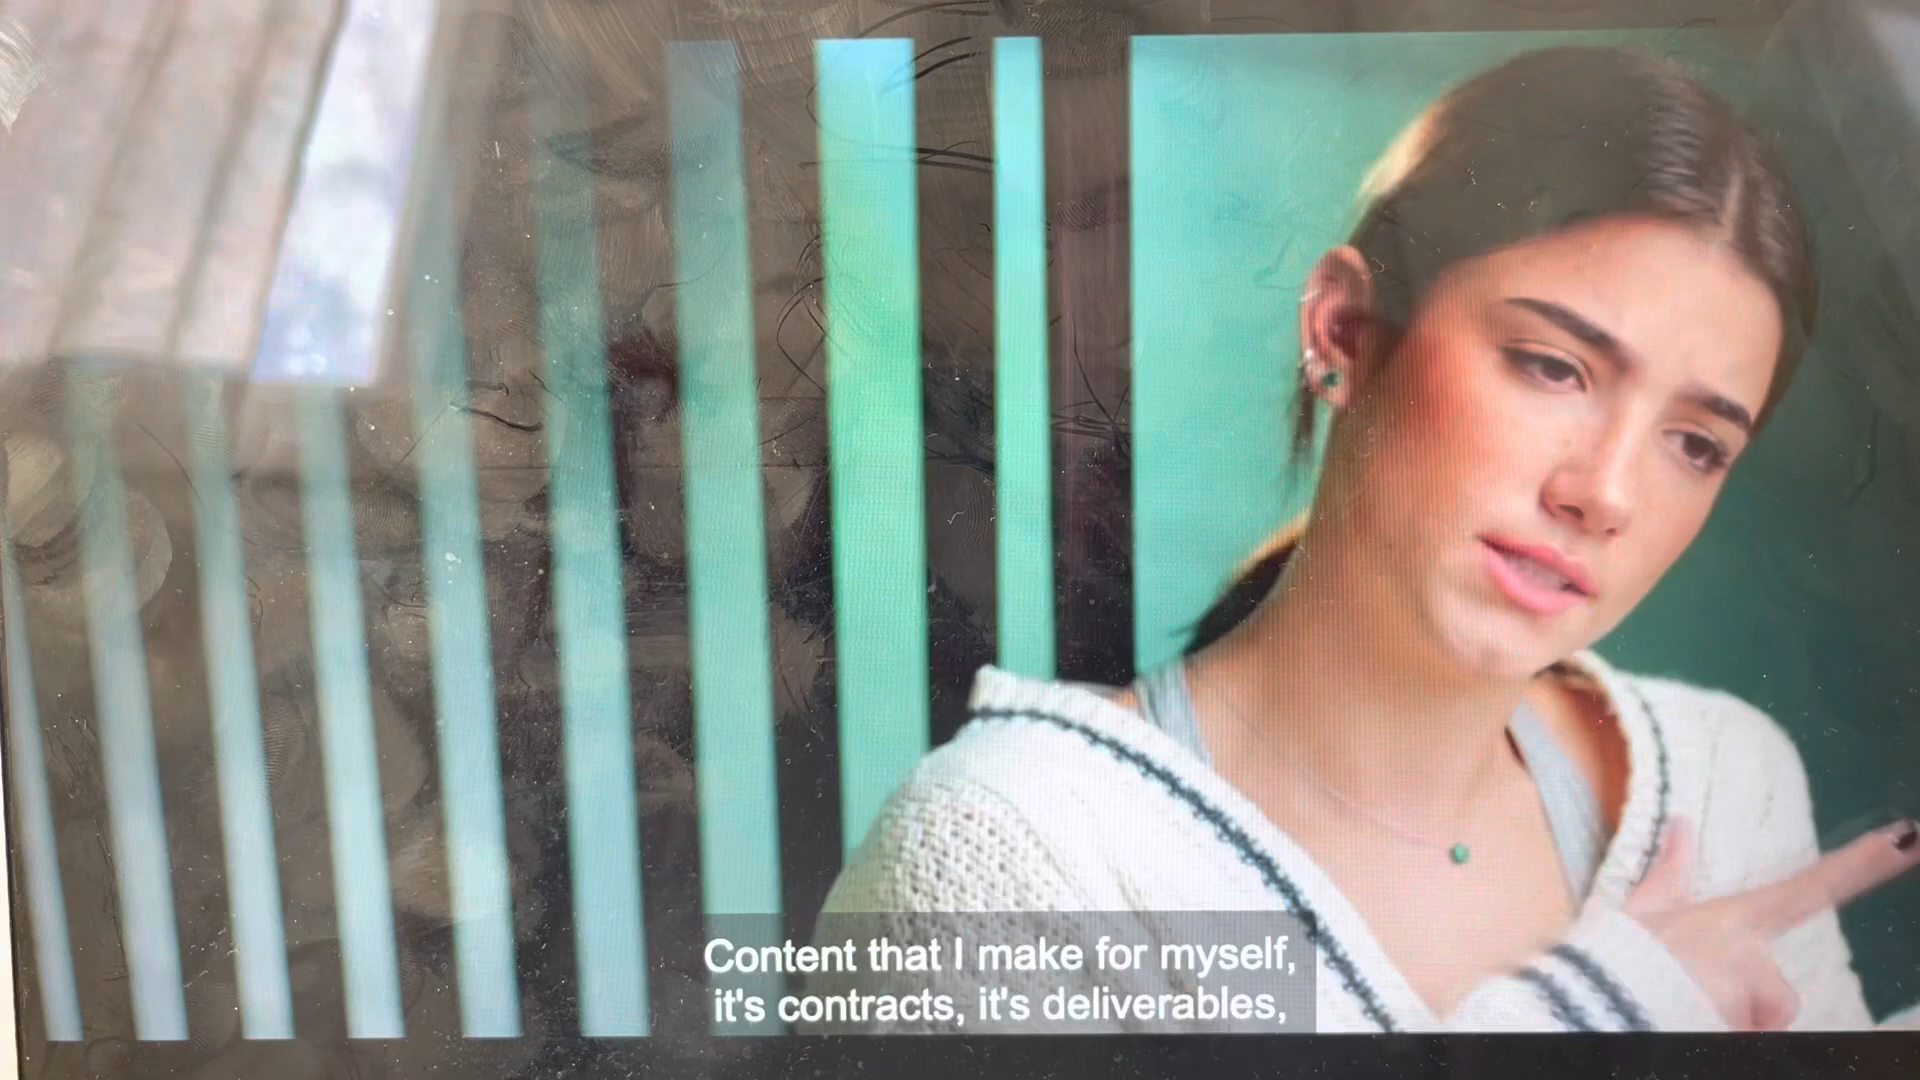 Content that I make for myself,
it's contracts, it's deliverables,